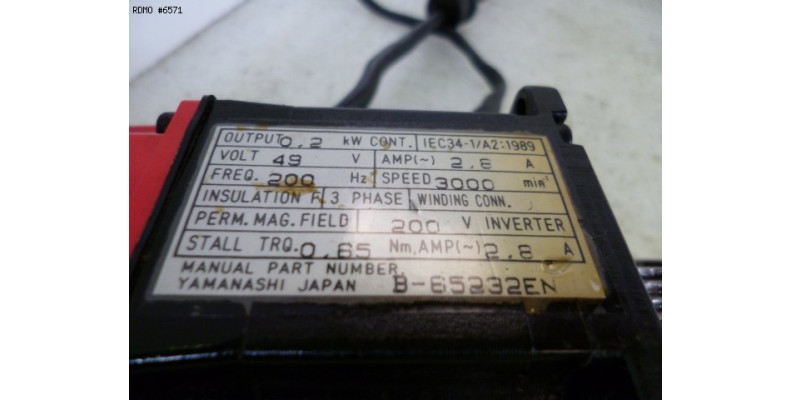 RDMO #6571
OUTPUT 0.2 kW CONT. IEC34-1/A2:1989
VOLT 49 V AMP(~) 2.8 A
FREQ. 200 Hz SPEED 3000 min⁻¹
INSULATION F, 3 PHASE WINDING CONN.
PERM. MAG. FIELD 200 V INVERTER
STALL TRQ. 0.65 Nm, AMP(~) 2.8 A
MANUAL PART NUMBER
YAMANASHI JAPAN B-65232EN